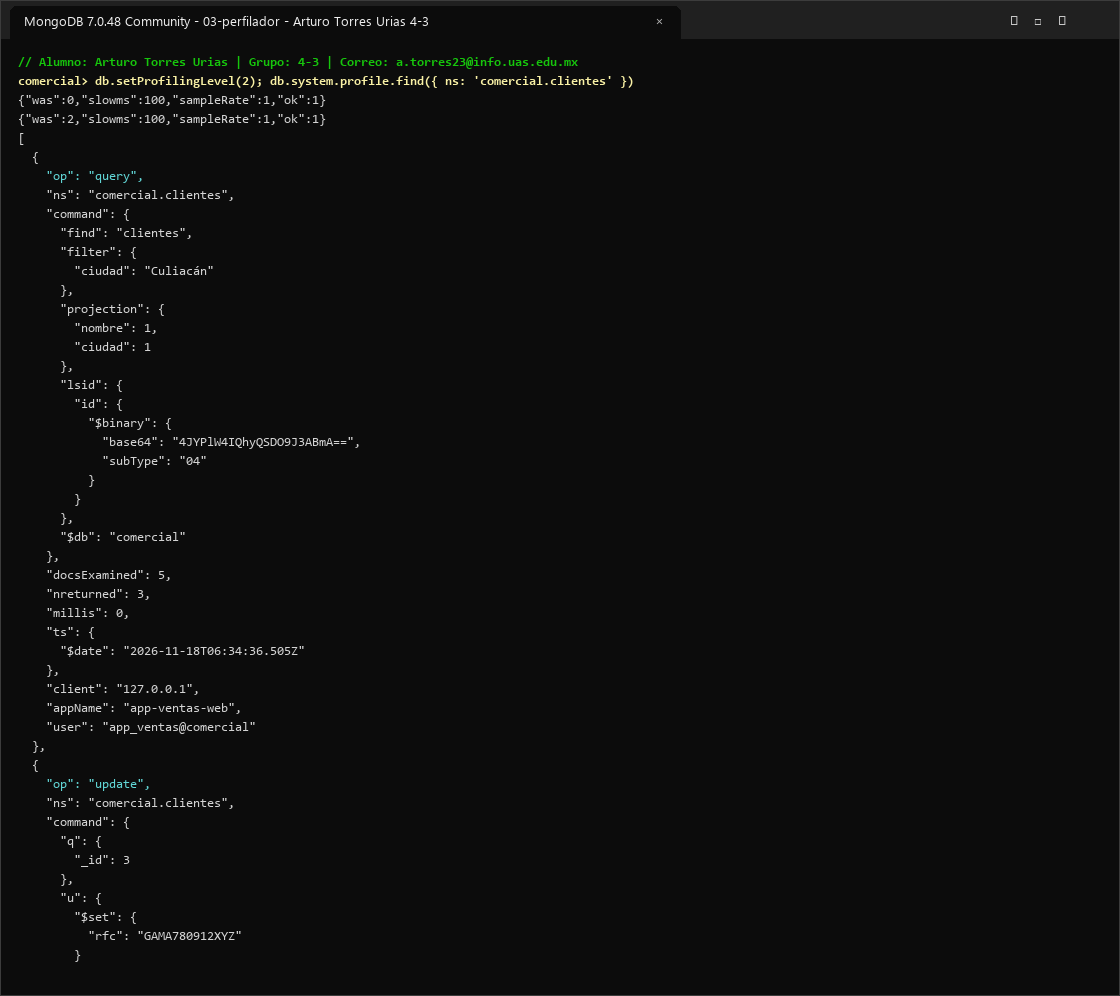 MongoDB 7.0.48 Community - 03-perfilador - Arturo Torres Urias 4-3
// Alumno: Arturo Torres Urias | Grupo: 4-3 | Correo: a.torres23@info.uas.edu.mx
comercial> db.setProfilingLevel(2); db.system.profile.find({ ns: 'comercial.clientes' })
{"was":0,"slowms":100,"sampleRate":1,"ok":1}
{"was":2,"slowms":100,"sampleRate":1,"ok":1}
[
  {
    "op": "query",
    "ns": "comercial.clientes",
    "command": {
      "find": "clientes",
      "filter": {
        "ciudad": "Culiacán"
      },
      "projection": {
        "nombre": 1,
        "ciudad": 1
      },
      "lsid": {
        "id": {
          "$binary": {
            "base64": "4JYPlW4IQhyQSDO9J3ABmA==",
            "subType": "04"
          }
        }
      },
      "$db": "comercial"
    },
    "docsExamined": 5,
    "nreturned": 3,
    "millis": 0,
    "ts": {
      "$date": "2026-11-18T06:34:36.505Z"
    },
    "client": "127.0.0.1",
    "appName": "app-ventas-web",
    "user": "app_ventas@comercial"
  },
  {
    "op": "update",
    "ns": "comercial.clientes",
    "command": {
      "q": {
        "_id": 3
      },
      "u": {
        "$set": {
          "rfc": "GAMA780912XYZ"
        }